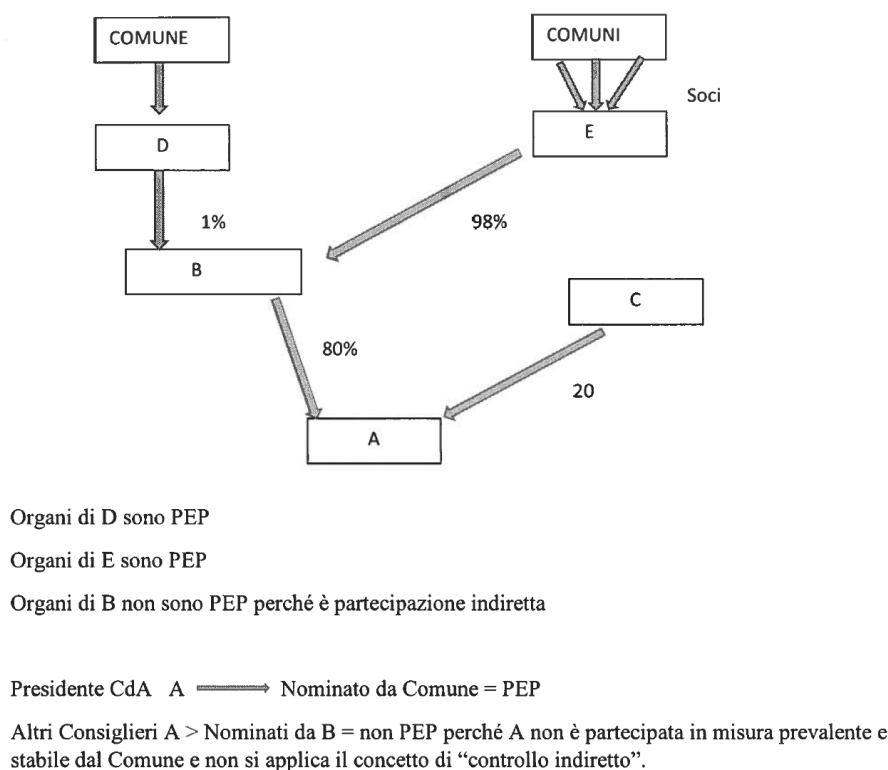 COMUNE
COMUNI
Soci
D
E
1%
98%
B
C
80%
20
A
Organi di D sono PEP
Organi di E sono PEP
Organi di B non sono PEP perché è partecipazione indiretta
Presidente CdA A Nominato da Comune = PEP
Altri Consiglieri A > Nominati da B = non PEP perché A non è partecipata in misura prevalente e
stabile dal Comune e non si applica il concetto di “controllo indiretto”.